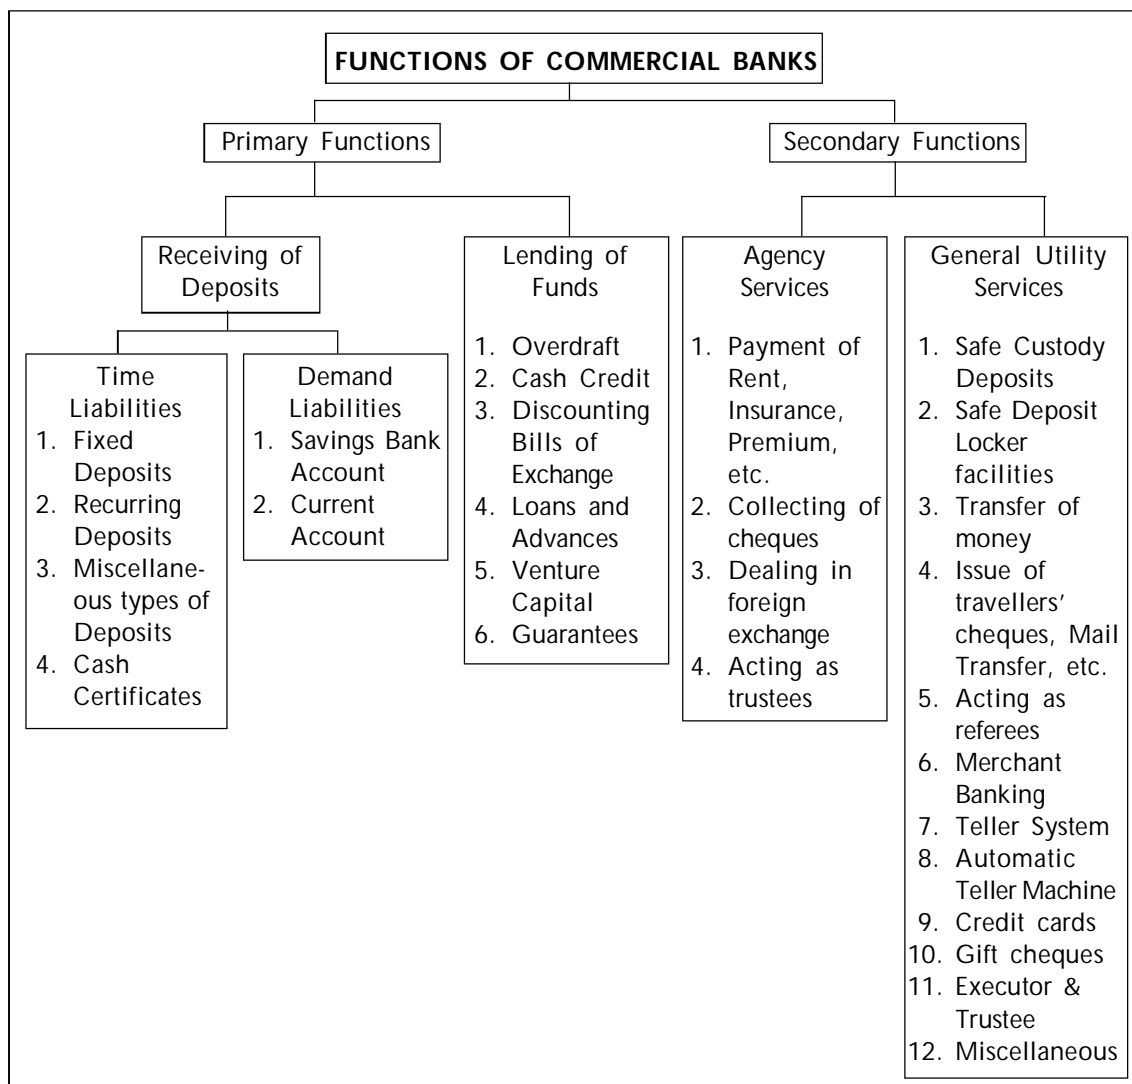 FUNCTIONS OF COMMERCIAL BANKS
Primary Functions
Secondary Functions
Receiving of
Deposits
Time
Liabilities
1. Fixed
Deposits
2. Recurring
Deposits
3. Miscellane-
ous types of
Deposits
4. Cash
Certificates
Demand
Liabilities
1. Savings Bank
Account
2. Current
Account
Lending of
Funds
1. Overdraft
2. Cash Credit
3. Discounting
Bills of
Exchange
4. Loans and
Advances
5. Venture
Capital
6. Guarantees
Agency
Services
1. Payment of
Rent,
Insurance,
Premium,
etc.
2. Collecting of
cheques
3. Dealing in
foreign
exchange
4. Acting as
trustees
General Utility
Services
1. Safe Custody
Deposits
2. Safe Deposit
Locker
facilities
3. Transfer of
money
4. Issue of
travellers’
cheques, Mail
Transfer, etc.
5. Acting as
referees
6. Merchant
Banking
7. Teller System
8. Automatic
Teller Machine
9. Credit cards
10. Gift cheques
11. Executor &
Trustee
12. Miscellaneous